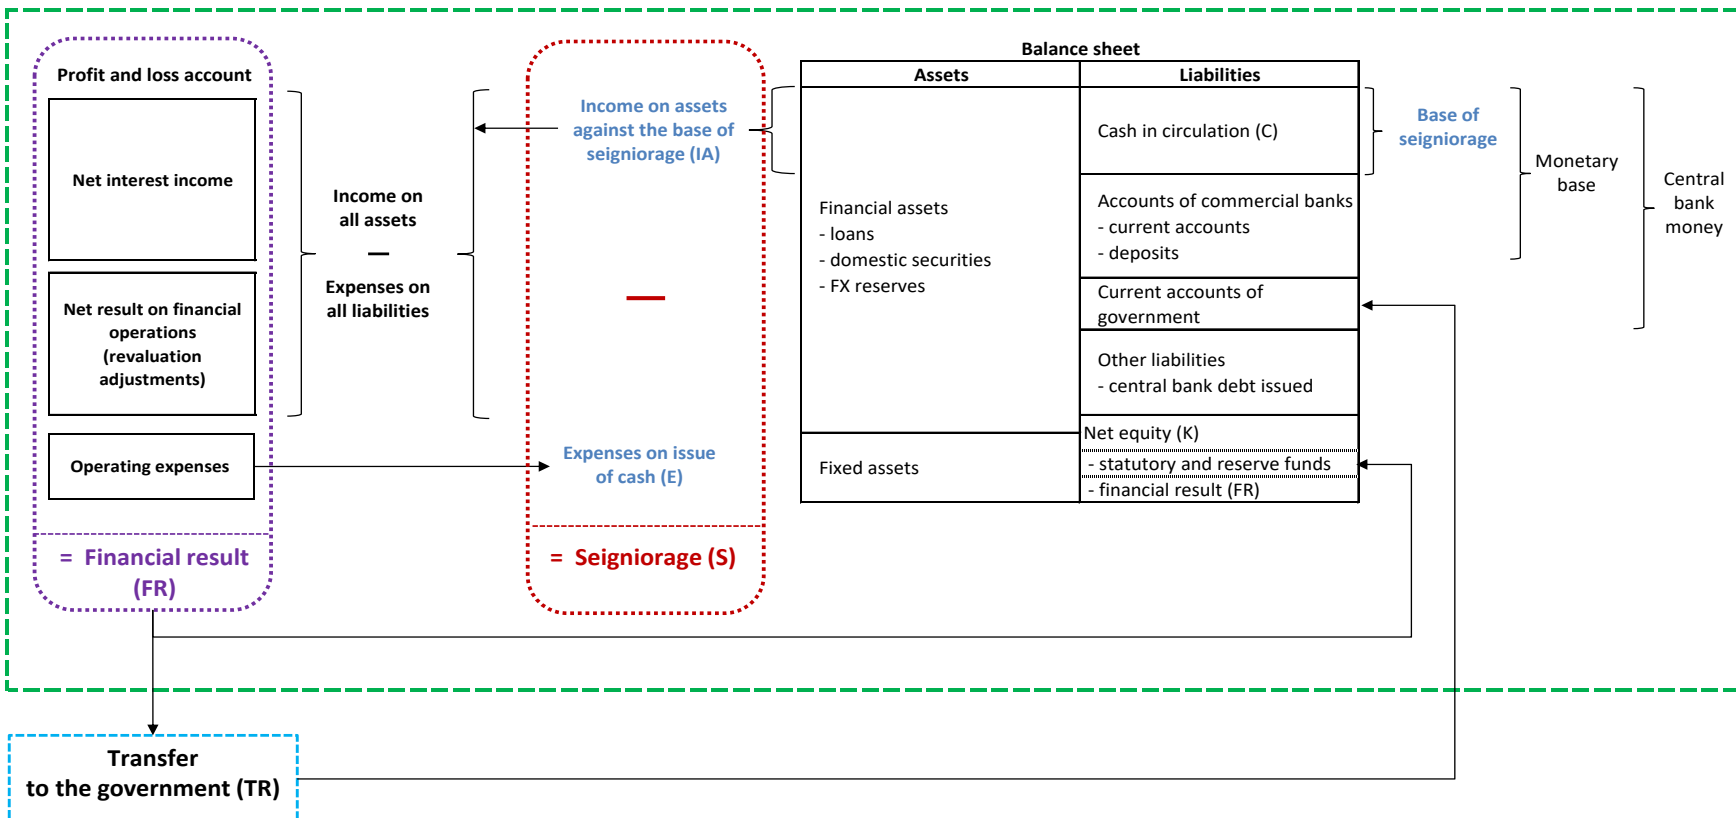 Balance sheet
Profit and loss account
Net interest income
Net result on financial
operations
(revaluation
adjustments)
Operating expenses
= Financial result
(FR)
Income on
all assets
—
Expenses on
all liabilities
Income on assets
against the base of
seigniorage (IA)
—
Expenses on issue
of cash (E)
= Seigniorage (S)
Assets
Liabilities
Financial assets
- loans
- domestic securities
- FX reserves
Fixed assets
Cash in circulation (C)
Accounts of commercial banks
- current accounts
- deposits
Current accounts of
government
Other liabilities
- central bank debt issued
Net equity (K)
- statutory and reserve funds
- financial result (FR)
Base of
seigniorage
Monetary
base
Central
bank
money
Transfer
to the government (TR)